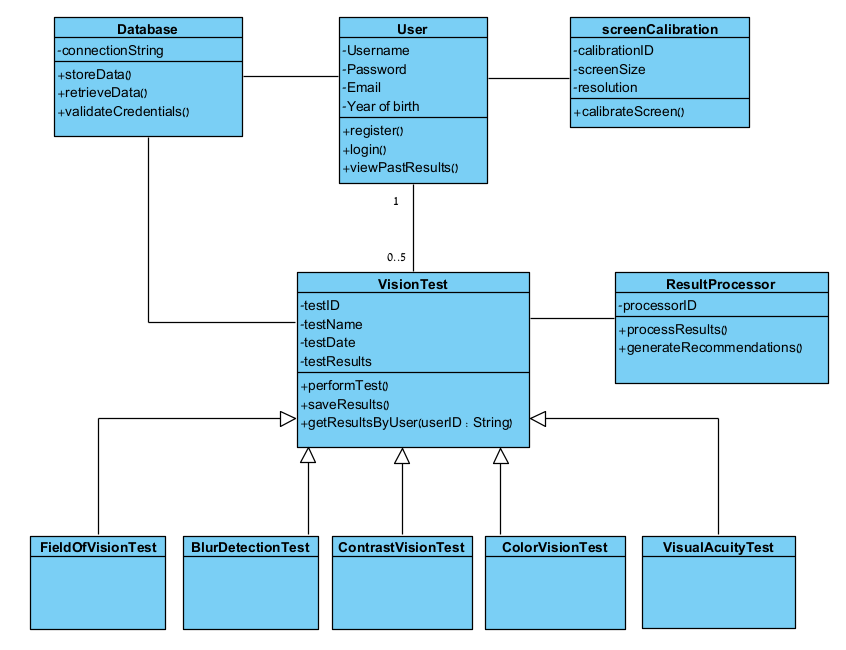 Database
-connectionString
+storeData()
+retrieveData()
+validateCredentials()
User
-Username
-Password
-Email
-Year of birth
+register()
+login()
+viewPastResults()
screenCalibration
-calibrationID
-screenSize
-resolution
+calibrateScreen()
1
0..5
VisionTest
-testID
-testName
-testDate
-testResults
+performTest()
+saveResults()
+getResultsByUser(userID : String)
ResultProcessor
-processorID
+processResults()
+generateRecommendations()
FieldOfVisionTest
BlurDetectionTest
ContrastVisionTest
ColorVisionTest
VisualAcuityTest